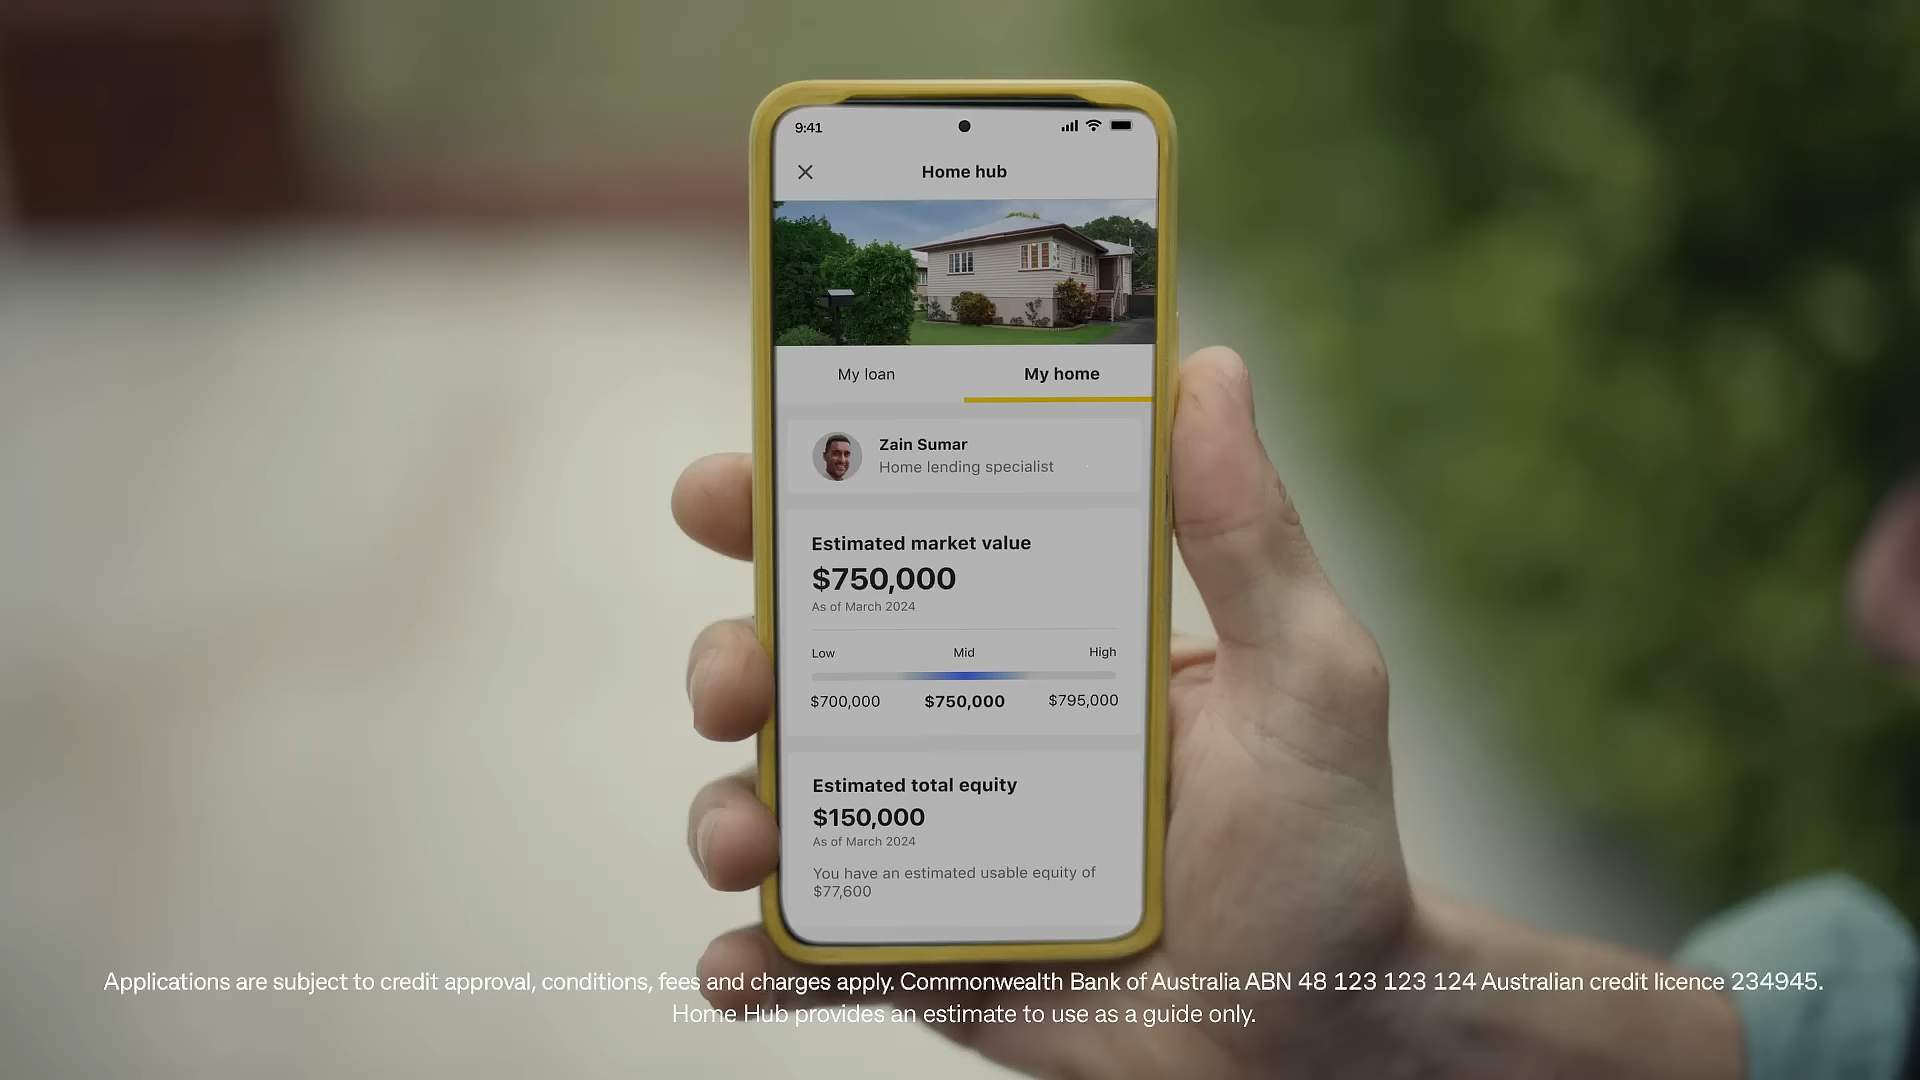 9:41
Home hub
My loan
My home
Zain Sumar
Home lending specialist
Estimated market value
$750,000
As of March 2024
Low
Mid
High
$700,000
$750,000
$795,000
Estimated total equity
$150,000
As of March 2024
You have an estimated usable equity of
$77,600
Applications are subject to credit approval, conditions, fees and charges apply. Commonwealth Bank of Australia ABN 48 123 123 124 Australian credit licence 234945.
Home Hub provides an estimate to use as a guide only.